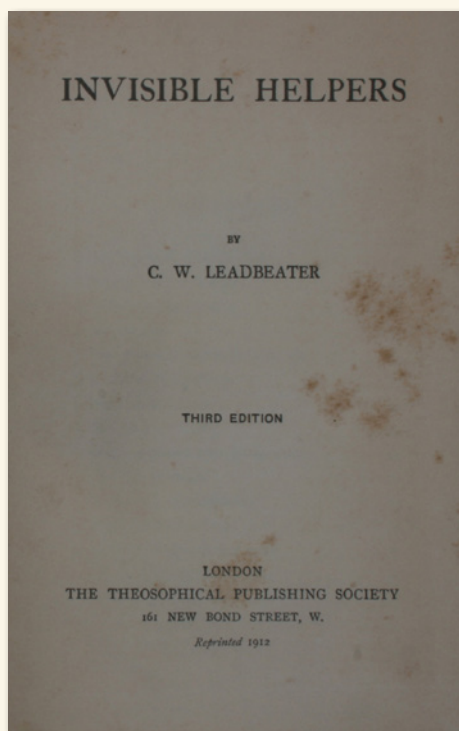 INVISIBLE HELPERS
BY
C. W. LEADBEATER
THIRD EDITION
LONDON
THE THEOSOPHICAL PUBLISHING SOCIETY
161 NEW BOND STREET, W.
Reprinted 1912